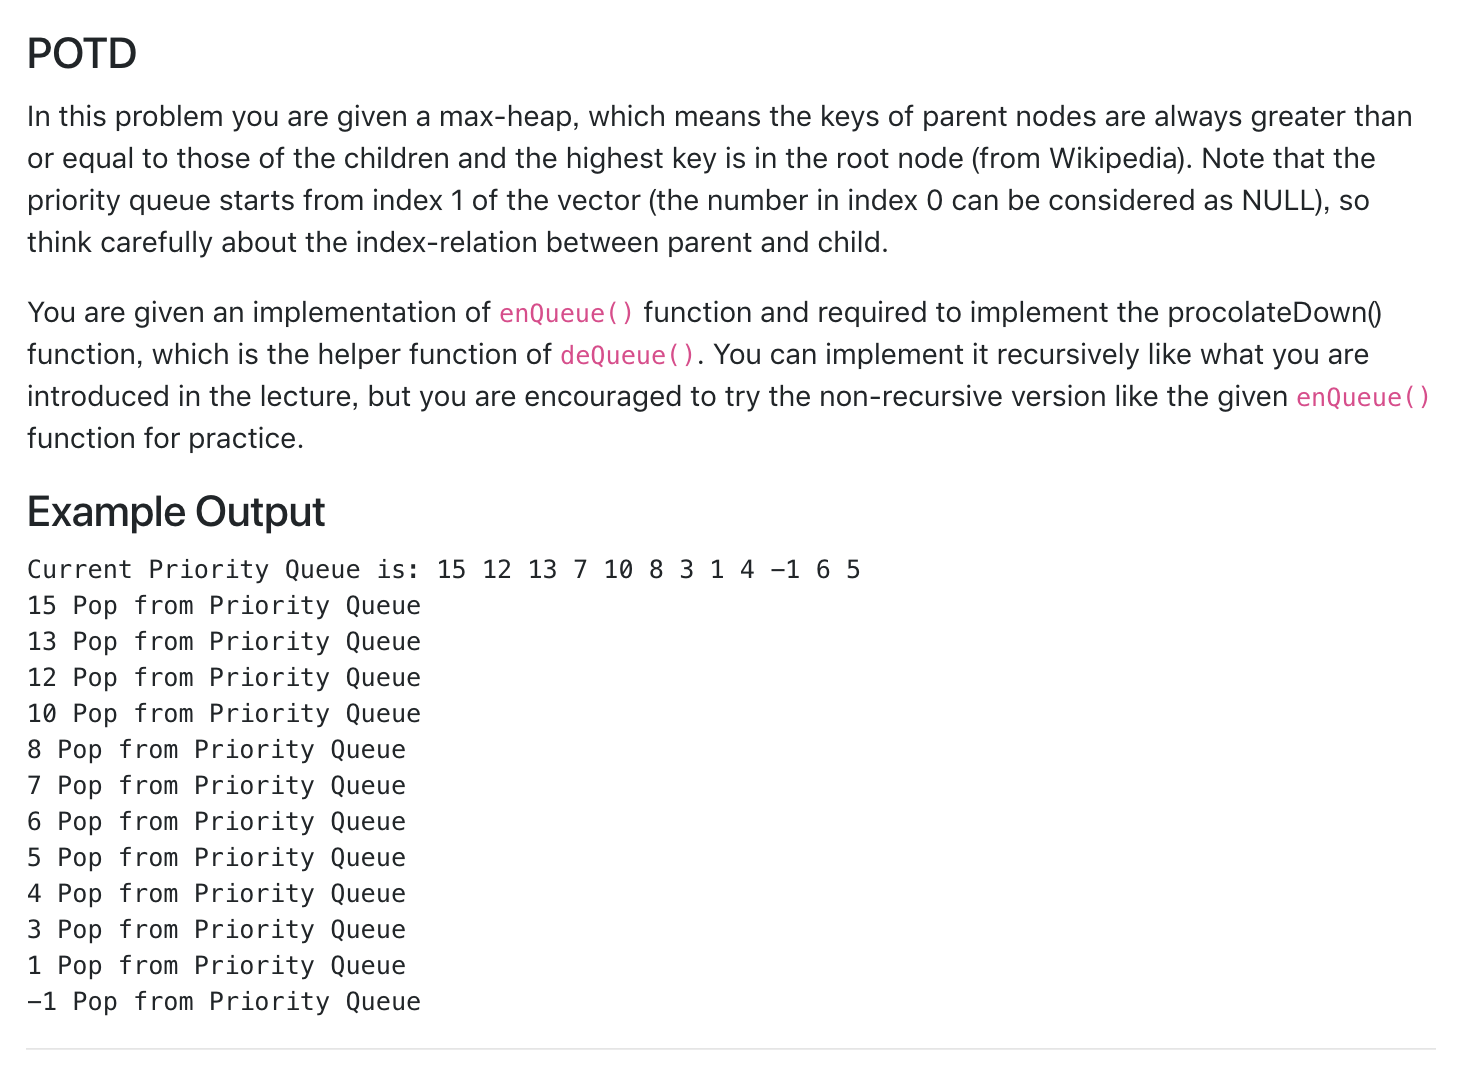 POTD
In this problem you are given a max-heap, which means the keys of parent nodes are always greater than
or equal to those of the children and the highest key is in the root node (from Wikipedia). Note that the
priority queue starts from index 1 of the vector (the number in index 0 can be considered as NULL), so
think carefully about the index-relation between parent and child.
You are given an implementation of enQueue() function and required to implement the procolateDown()
function, which is the helper function of deQueue(). You can implement it recursively like what you are
introduced in the lecture, but you are encouraged to try the non-recursive version like the given enQueue()
function for practice.
Example Output
Current Priority Queue is: 15 12 13 7 10 8 3 1 4 -1 6 5
15 Pop from Priority Queue
13 Pop from Priority Queue
12 Pop from Priority Queue
10 Pop from Priority Queue
8 Pop from Priority Queue
7 Pop from Priority Queue
6 Pop from Priority Queue
5 Pop from Priority Queue
4 Pop from Priority Queue
3 Pop from Priority Queue
1 Pop from Priority Queue
-1 Pop from Priority Queue